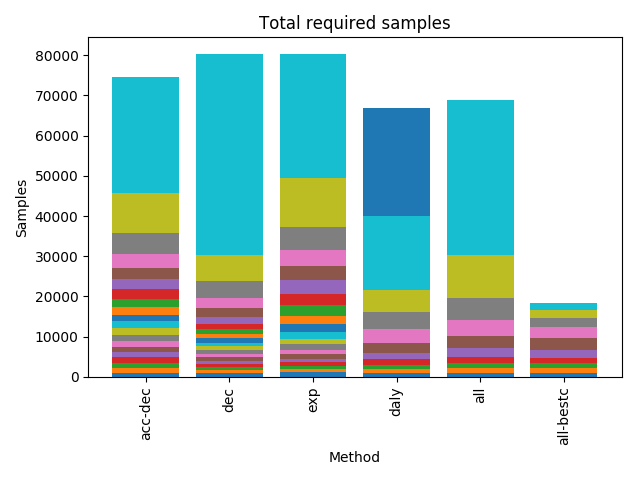 Total required samples
Samples
80000
70000
60000
50000
40000
30000
20000
10000
0
acc-dec
dec
exp
daly
all
all-bestc
Method